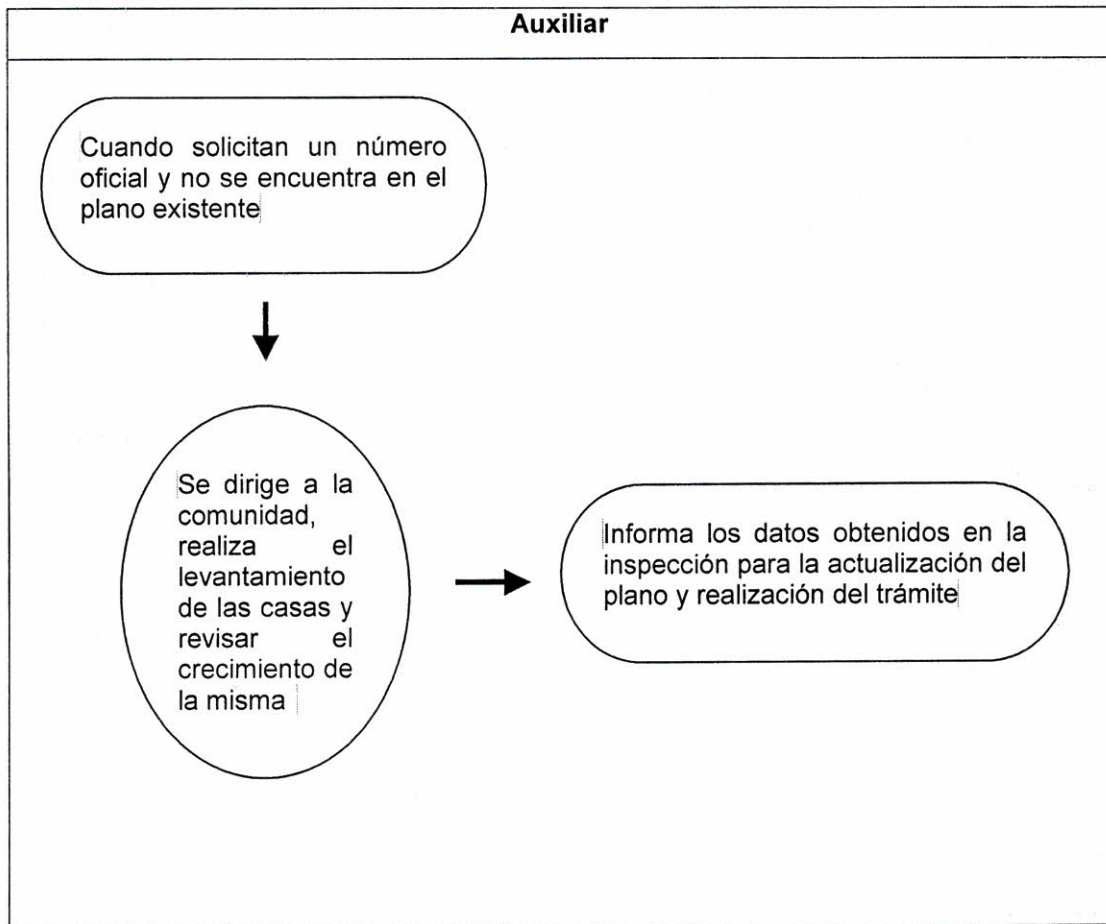 Auxiliar
Cuando solicitan un número
oficial y no se encuentra en el
plano existente
Se dirige a la
comunidad,
realiza el
levantamiento
de las casas y
revisar el
crecimiento de
la misma
Informa los datos obtenidos en la
inspección para la actualización del
plano y realización del trámite